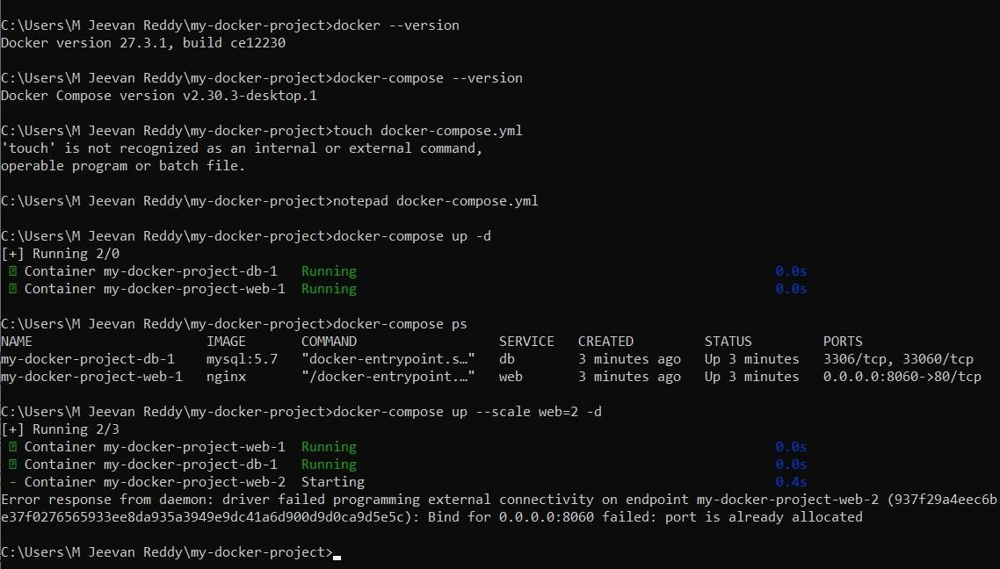 C:\Users\M Jeevan Reddy\my-docker-project>docker --version
Docker version 27.3.1, build ce12230
C:\Users\M Jeevan Reddy\my-docker-project>docker-compose --version
Docker Compose version v2.30.3-desktop.1
C:\Users\M Jeevan Reddy\my-docker-project>touch docker-compose.yml
'touch' is not recognized as an internal or external command,
operable program or batch file.
C:\Users\M Jeevan Reddy\my-docker-project>notepad docker-compose.yml
C:\Users\M Jeevan Reddy\my-docker-project>docker-compose up -d
[+] Running 2/0
 Container my-docker-project-db-1   Running   0.0s
 Container my-docker-project-web-1  Running   0.0s
C:\Users\M Jeevan Reddy\my-docker-project>docker-compose ps
NAME                      IMAGE       COMMAND                  SERVICE   CREATED         STATUS         PORTS
my-docker-project-db-1    mysql:5.7   "docker-entrypoint.s…"   db        3 minutes ago   Up 3 minutes   3306/tcp, 33060/tcp
my-docker-project-web-1   nginx       "/docker-entrypoint.…"   web       3 minutes ago   Up 3 minutes   0.0.0.0:8060->80/tcp
C:\Users\M Jeevan Reddy\my-docker-project>docker-compose up --scale web=2 -d
[+] Running 2/3
 Container my-docker-project-web-1  Running   0.0s
 Container my-docker-project-db-1   Running   0.0s
 - Container my-docker-project-web-2  Starting  0.4s
Error response from daemon: driver failed programming external connectivity on endpoint my-docker-project-web-2 (937f29a4eec6b
e37f0276565933ee8da935a3949e9dc41a6d900d9d0ca9d5e5c): Bind for 0.0.0.0:8060 failed: port is already allocated
C:\Users\M Jeevan Reddy\my-docker-project>